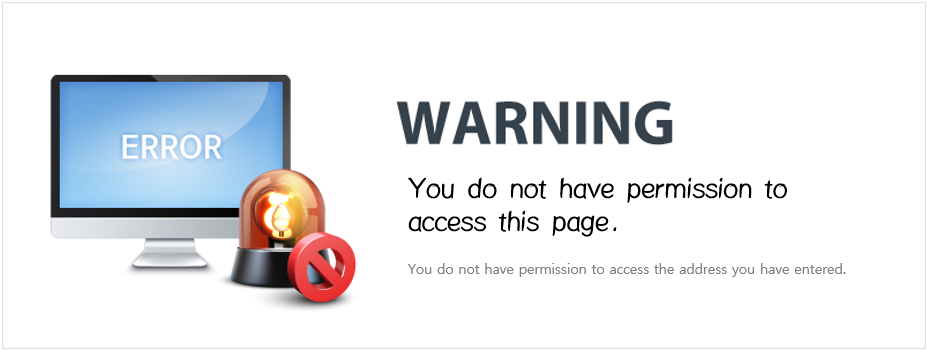 ERROR
WARNING
You do not have permission to
access this page.
You do not have permission to access the address you have entered.